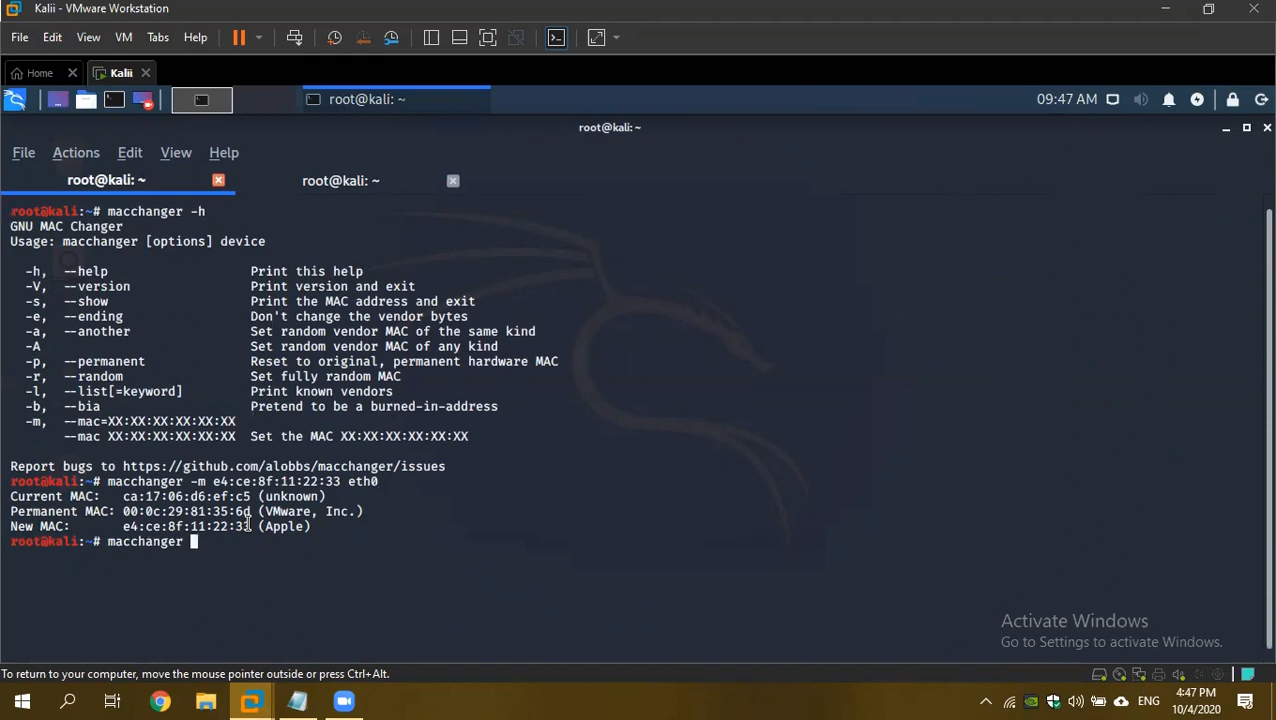 Kalii - VMware Workstation
File Edit View VM Tabs Help
Home Kalii
root@kali: ~ 09:47 AM
root@kali: ~
File Actions Edit View Help
root@kali: ~ root@kali: ~
root@kali:~# macchanger -h
GNU MAC Changer
Usage: macchanger [options] device
-h, --help Print this help
-V, --version Print version and exit
-s, --show Print the MAC address and exit
-e, --ending Don't change the vendor bytes
-a, --another Set random vendor MAC of the same kind
-A Set random vendor MAC of any kind
-p, --permanent Reset to original, permanent hardware MAC
-r, --random Set fully random MAC
-l, --list[=keyword] Print known vendors
-b, --bia Pretend to be a burned-in-address
-m, --mac=XX:XX:XX:XX:XX:XX
--mac XX:XX:XX:XX:XX:XX Set the MAC XX:XX:XX:XX:XX:XX
Report bugs to https://github.com/alobbs/macchanger/issues
root@kali:~# macchanger -m e4:ce:8f:11:22:33 eth0
Current MAC: ca:17:06:d6:ef:c5 (unknown)
Permanent MAC: 00:0c:29:81:35:6d (VMware, Inc.)
New MAC: e4:ce:8f:11:22:33 (Apple)
root@kali:~# macchanger
Activate Windows
Go to Settings to activate Windows.
To return to your computer, move the mouse pointer outside or press Ctrl+Alt.
ENG
4:47 PM
10/4/2020